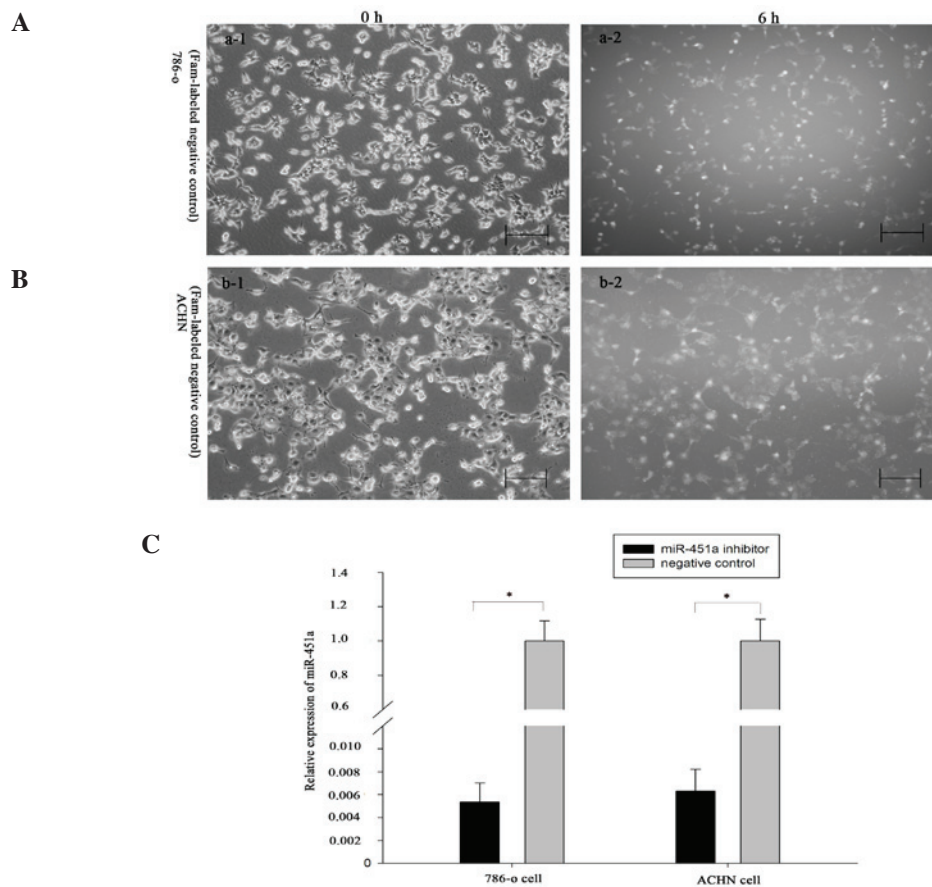 A
0 h
6 h
(Fam-labeled negative control)
786-o
a-1
a-2
B
(Fam-labeled negative control)
ACHN
b-1
b-2
C
miR-451a inhibitor
negative control
Relative expression of miR-451a
1.4
1.2
1.0
0.8
0.6
0.010
0.008
0.006
0.004
0.002
0
*
*
786-o cell
ACHN cell